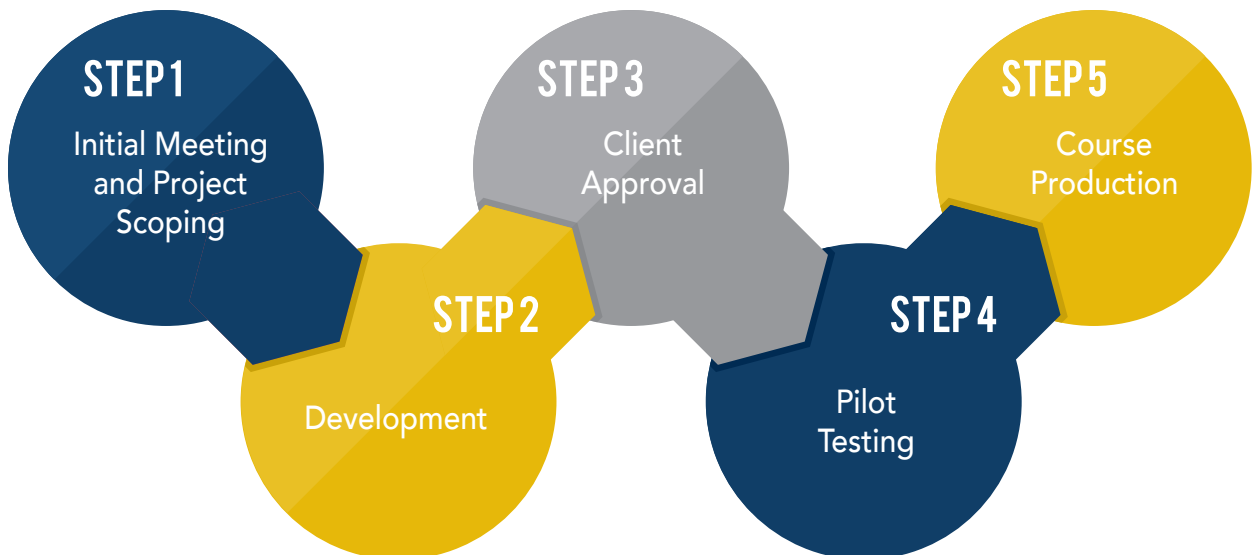 STEP 1
Initial Meeting
and Project
Scoping
STEP 2
Development
STEP 3
Client
Approval
STEP 4
Pilot
Testing
STEP 5
Course
Production